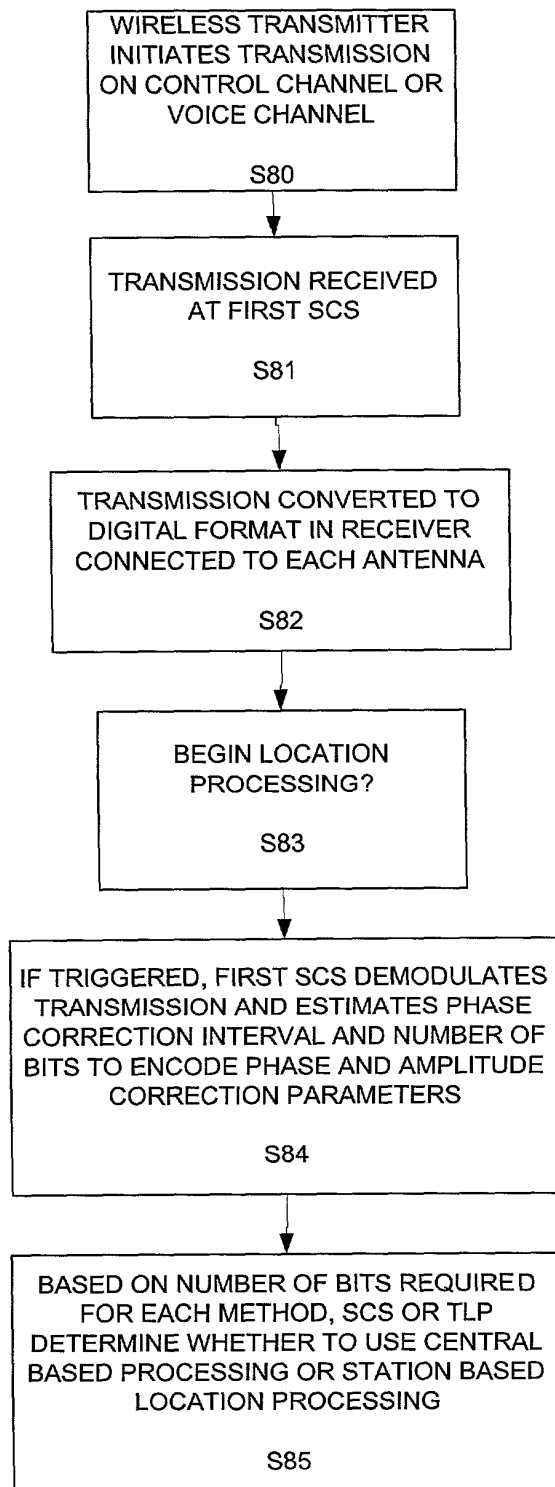 WIRELESS TRANSMITTER
INITIATES TRANSMISSION
ON CONTROL CHANNEL OR
VOICE CHANNEL
S80
TRANSMISSION RECEIVED
AT FIRST SCS
S81
TRANSMISSION CONVERTED TO
DIGITAL FORMAT IN RECEIVER
CONNECTED TO EACH ANTENNA
S82
BEGIN LOCATION
PROCESSING?
S83
IF TRIGGERED, FIRST SCS DEMODULATES
TRANSMISSION AND ESTIMATES PHASE
CORRECTION INTERVAL AND NUMBER OF
BITS TO ENCODE PHASE AND AMPLITUDE
CORRECTION PARAMETERS
S84
BASED ON NUMBER OF BITS REQUIRED
FOR EACH METHOD, SCS OR TLP
DETERMINE WHETHER TO USE CENTRAL
BASED PROCESSING OR STATION BASED
LOCATION PROCESSING
S85